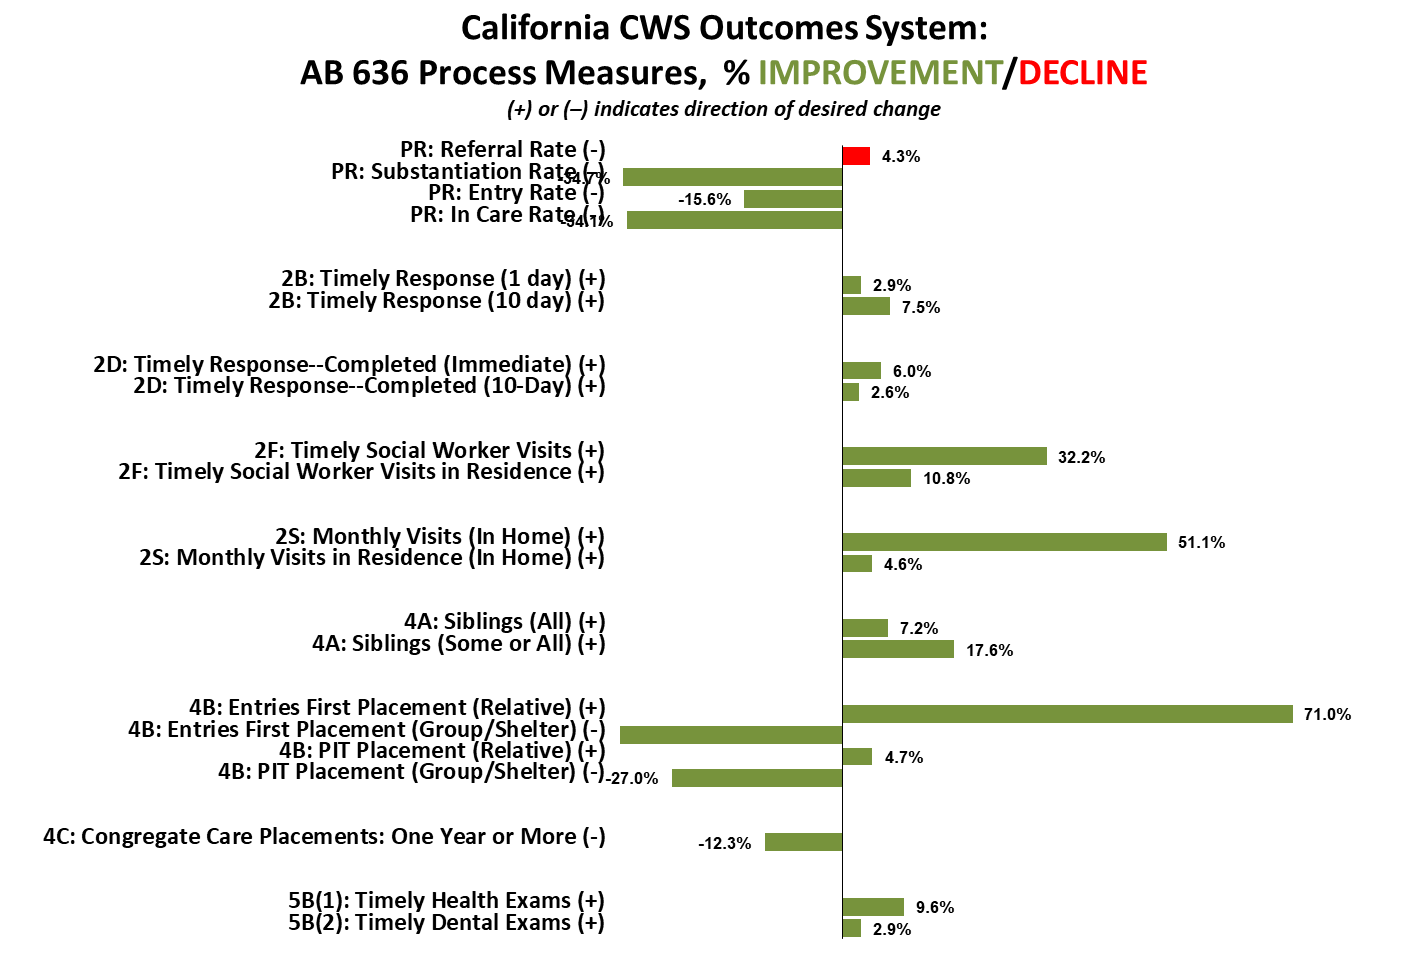 California CWS Outcomes System:
AB 636 Process Measures, % IMPROVEMENT/DECLINE
(+) or (–) indicates direction of desired change
PR: Referral Rate (-)
4.3%
PR: Substantiation Rate (-)
-34.7%
PR: Entry Rate (-)
-15.6%
PR: In Care Rate (-)
-34.1%
2B: Timely Response (1 day) (+)
2.9%
2B: Timely Response (10 day) (+)
7.5%
2D: Timely Response--Completed (Immediate) (+)
6.0%
2D: Timely Response--Completed (10-Day) (+)
2.6%
2F: Timely Social Worker Visits (+)
32.2%
2F: Timely Social Worker Visits in Residence (+)
10.8%
2S: Monthly Visits (In Home) (+)
51.1%
2S: Monthly Visits in Residence (In Home) (+)
4.6%
4A: Siblings (All) (+)
7.2%
4A: Siblings (Some or All) (+)
17.6%
4B: Entries First Placement (Relative) (+)
71.0%
4B: Entries First Placement (Group/Shelter) (-)
4B: PIT Placement (Relative) (+)
4.7%
4B: PIT Placement (Group/Shelter) (-)
-27.0%
4C: Congregate Care Placements: One Year or More (-)
-12.3%
5B(1): Timely Health Exams (+)
9.6%
5B(2): Timely Dental Exams (+)
2.9%